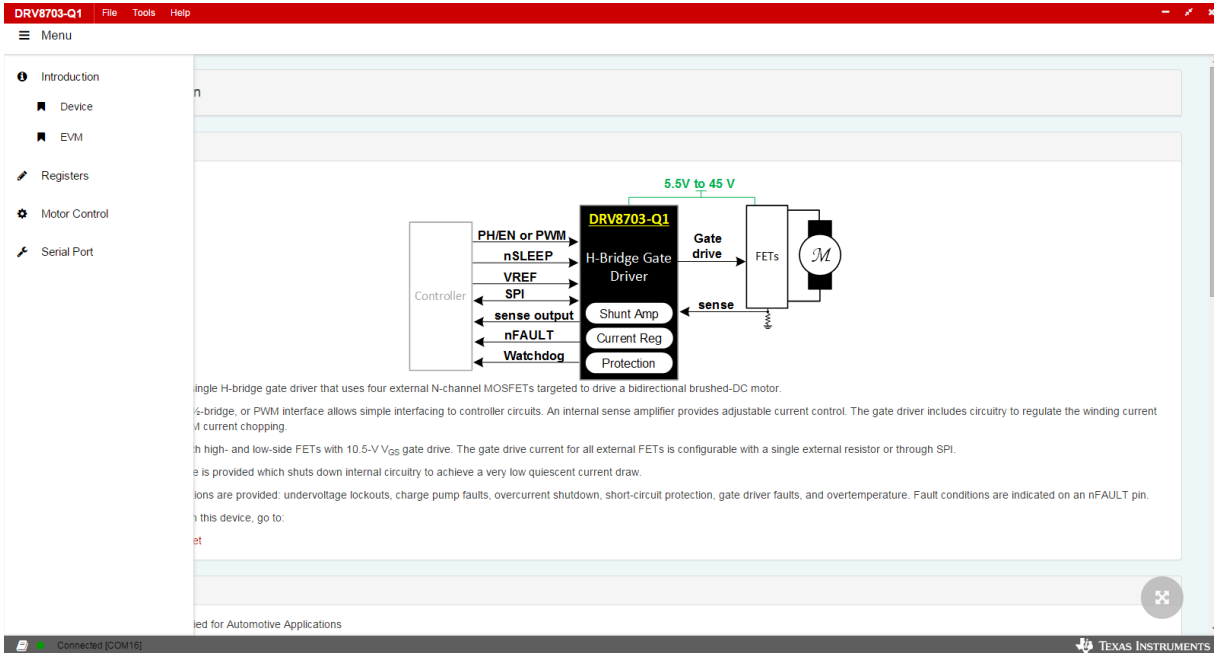 DRV8703-Q1 File Tools Help
Menu
Introduction
Device
EVM
Registers
Motor Control
Serial Port
n
5.5V to 45 V
DRV8703-Q1
H-Bridge Gate
Driver
Shunt Amp
Current Reg
Protection
Controller
PH/EN or PWM
nSLEEP
VREF
SPI
sense output
nFAULT
Watchdog
Gate
drive
sense
FETs
M
ingle H-bridge gate driver that uses four external N-channel MOSFETs targeted to drive a bidirectional brushed-DC motor.
½-bridge, or PWM interface allows simple interfacing to controller circuits. An internal sense amplifier provides adjustable current control. The gate driver includes circuitry to regulate the winding current
M current chopping.
h high- and low-side FETs with 10.5-V VGS gate drive. The gate drive current for all external FETs is configurable with a single external resistor or through SPI.
e is provided which shuts down internal circuitry to achieve a very low quiescent current draw.
ions are provided: undervoltage lockouts, charge pump faults, overcurrent shutdown, short-circuit protection, gate driver faults, and overtemperature. Fault conditions are indicated on an nFAULT pin.
n this device, go to:
et
ied for Automotive Applications
Connected [COM16]
TEXAS INSTRUMENTS